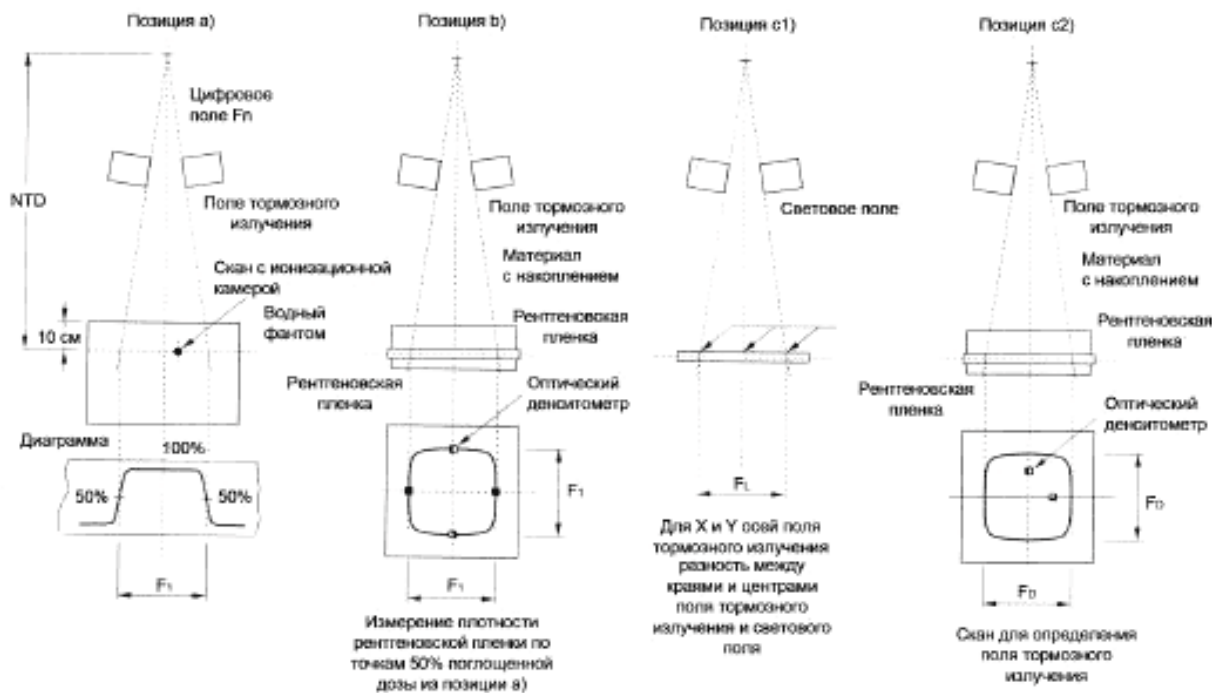 Позиция a)
Цифровое
поле Fn
NTD
Поле тормозного
излучения
Скан с ионизационной
камерой
Водный
фантом
10 см
Диаграмма
100%
50%
50%
F₁
Позиция b)
Поле тормозного
излучения
Материал
с накоплением
Рентгеновская
пленка
Рентгеновская
пленка
Оптический
денситометр
F₁
F₁
Измерение плотности
рентгеновской пленки по
точкам 50% поглощенной
дозы из позиции a)
Позиция c1)
Световое поле
FL
Для X и Y осей поля
тормозного излучения
разность между
краями и центрами
поля тормозного
излучения и светового
поля
Позиция c2)
Поле тормозного
излучения
Материал
с накоплением
Рентгеновская
пленка
Рентгеновская
пленка
Оптический
денситометр
FD
FD
Скан для определения
поля тормозного
излучения